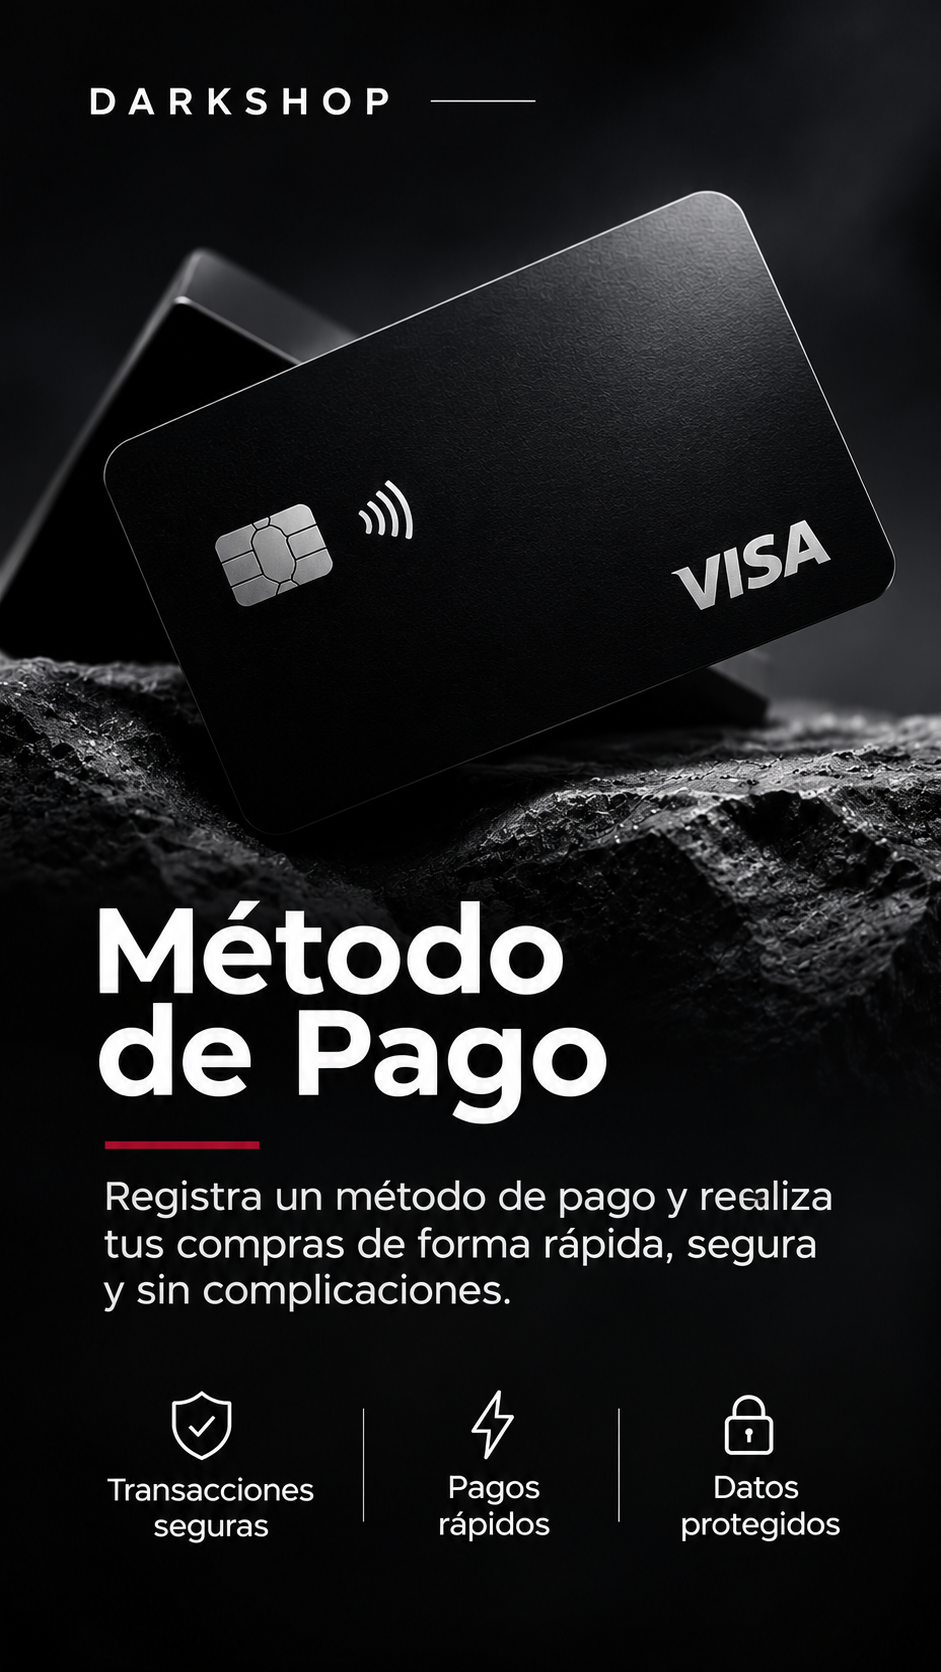 DARKSHOP
VISA
Método
de Pago
Registra un método de pago y realiza
tus compras de forma rápida, segura
y sin complicaciones.
Transacciones
seguras
Pagos
rápidos
Datos
protegidos